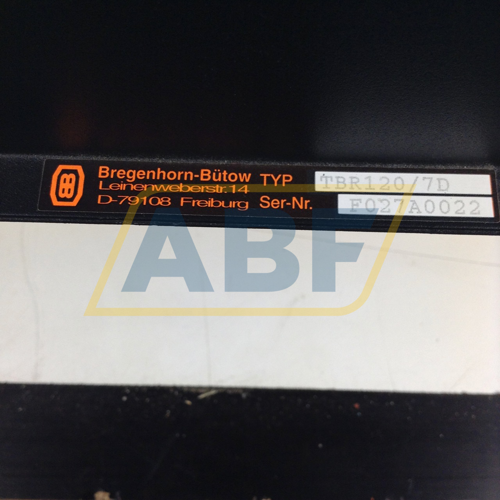 Bregenhorn-Bütow TYP TBR120/7D
Leinenweberstr.14
D-79108 Freiburg Ser-Nr. F027A0022
ABF